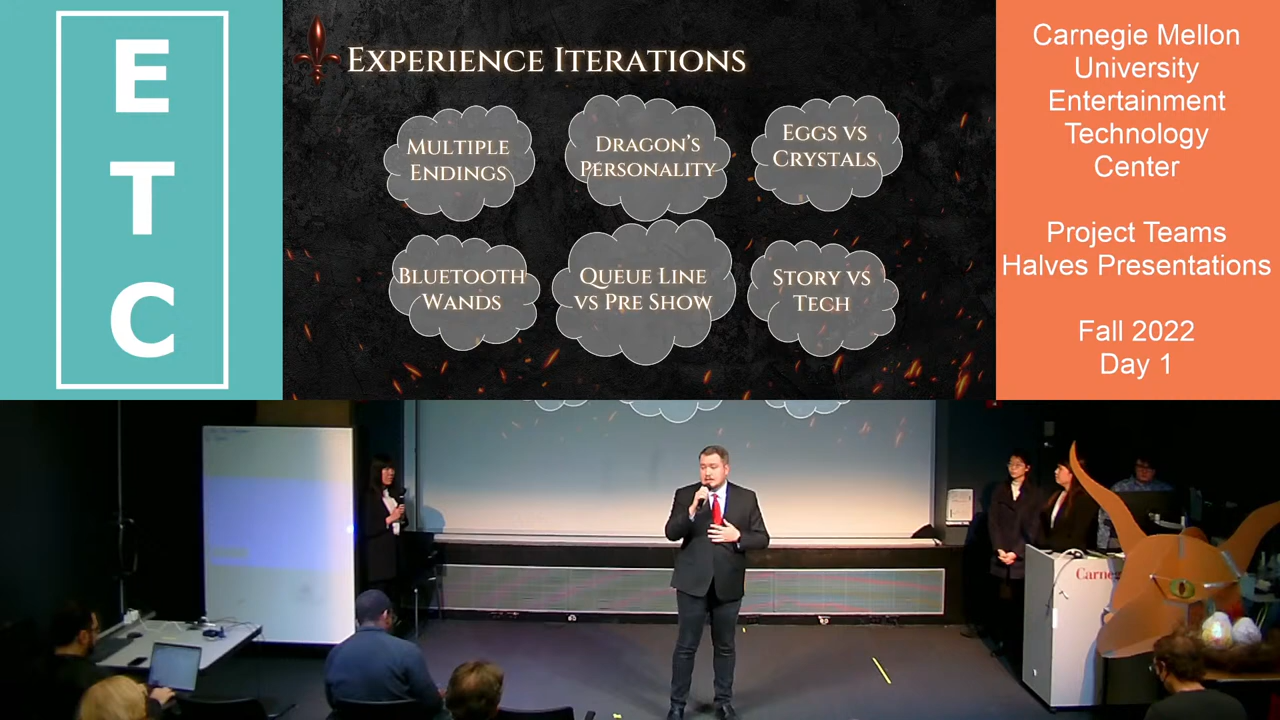 E
T
C
EXPERIENCE ITERATIONS
MULTIPLE
ENDINGS
DRAGON'S
PERSONALITY
EGGS VS
CRYSTALS
BLUETOOTH
WANDS
QUEUE LINE
VS PRE SHOW
STORY VS
TECH
Carnegie Mellon
University
Entertainment
Technology
Center
Project Teams
Halves Presentations
Fall 2022
Day 1